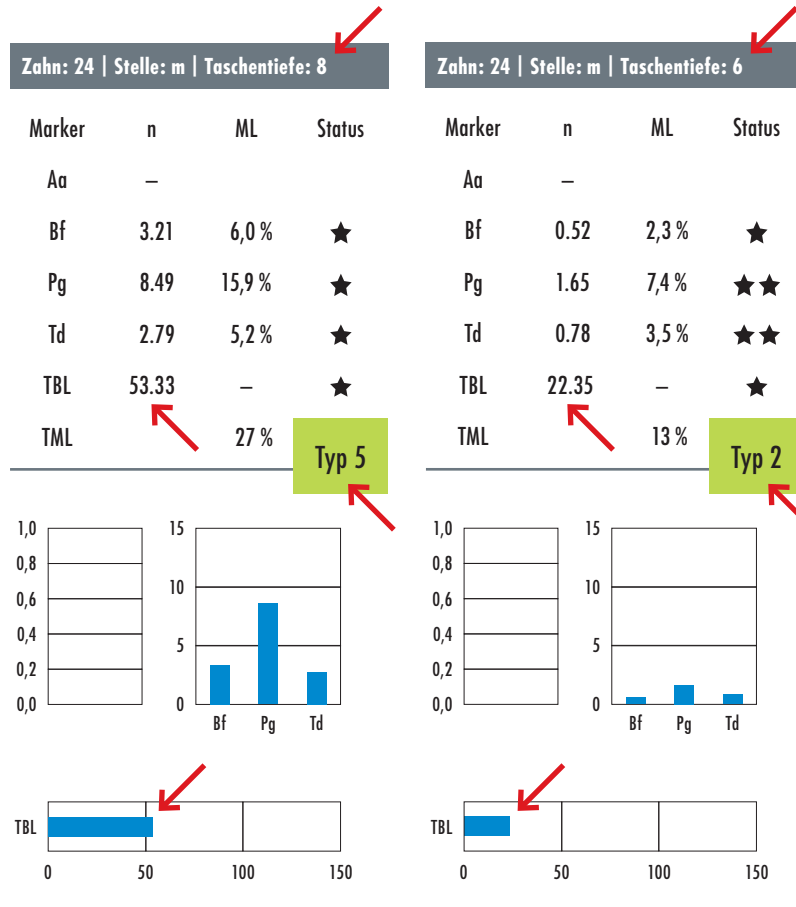 Zahn: 24 | Stelle: m | Taschentiefe: 8
Marker n ML Status
Aa –
Bf 3.21 6,0 % ★
Pg 8.49 15,9 % ★
Td 2.79 5,2 % ★
TBL 53.33 – ★
TML 27 %
Typ 5
1,0
0,8
0,6
0,4
0,2
0,0
15
10
5
0
Bf Pg Td
TBL
0 50 100 150
Zahn: 24 | Stelle: m | Taschentiefe: 6
Marker n ML Status
Aa –
Bf 0.52 2,3 % ★
Pg 1.65 7,4 % ★★
Td 0.78 3,5 % ★★
TBL 22.35 – ★
TML 13 %
Typ 2
1,0
0,8
0,6
0,4
0,2
0,0
15
10
5
0
Bf Pg Td
TBL
0 50 100 150